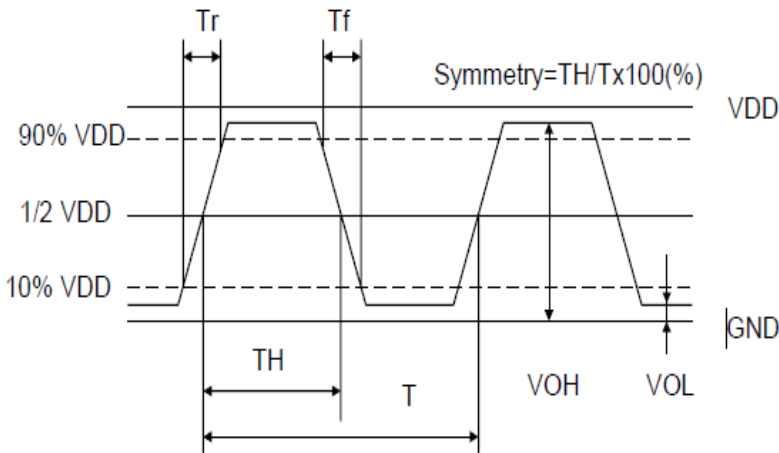 Tr
Tf
Symmetry=TH/Tx100(%)
VDD
90% VDD
1/2 VDD
10% VDD
GND
TH
T
VOH
VOL